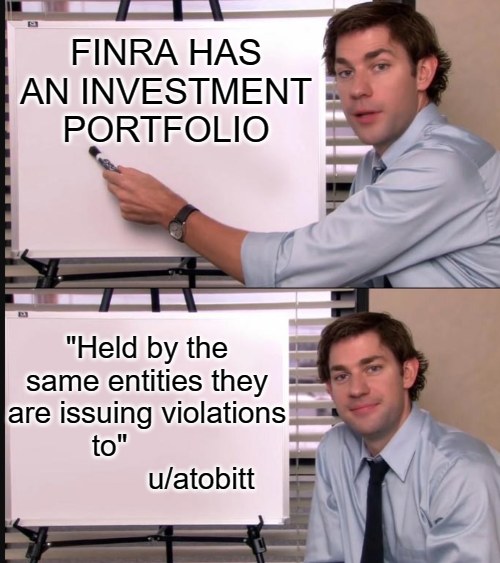 FINRA HAS
AN INVESTMENT
PORTFOLIO
"Held by the
same entities they
are issuing violations
to"
u/atobitt